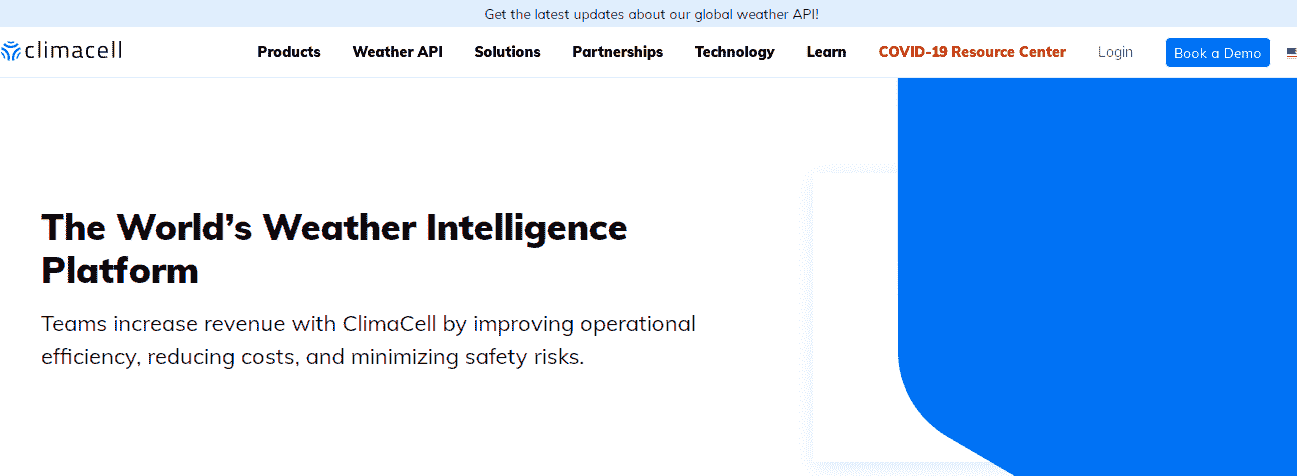 Get the latest updates about our global weather API!
climacell
Products Weather API Solutions Partnerships Technology Learn COVID-19 Resource Center Login Book a Demo
The World’s Weather Intelligence
Platform
Teams increase revenue with ClimaCell by improving operational
efficiency, reducing costs, and minimizing safety risks.